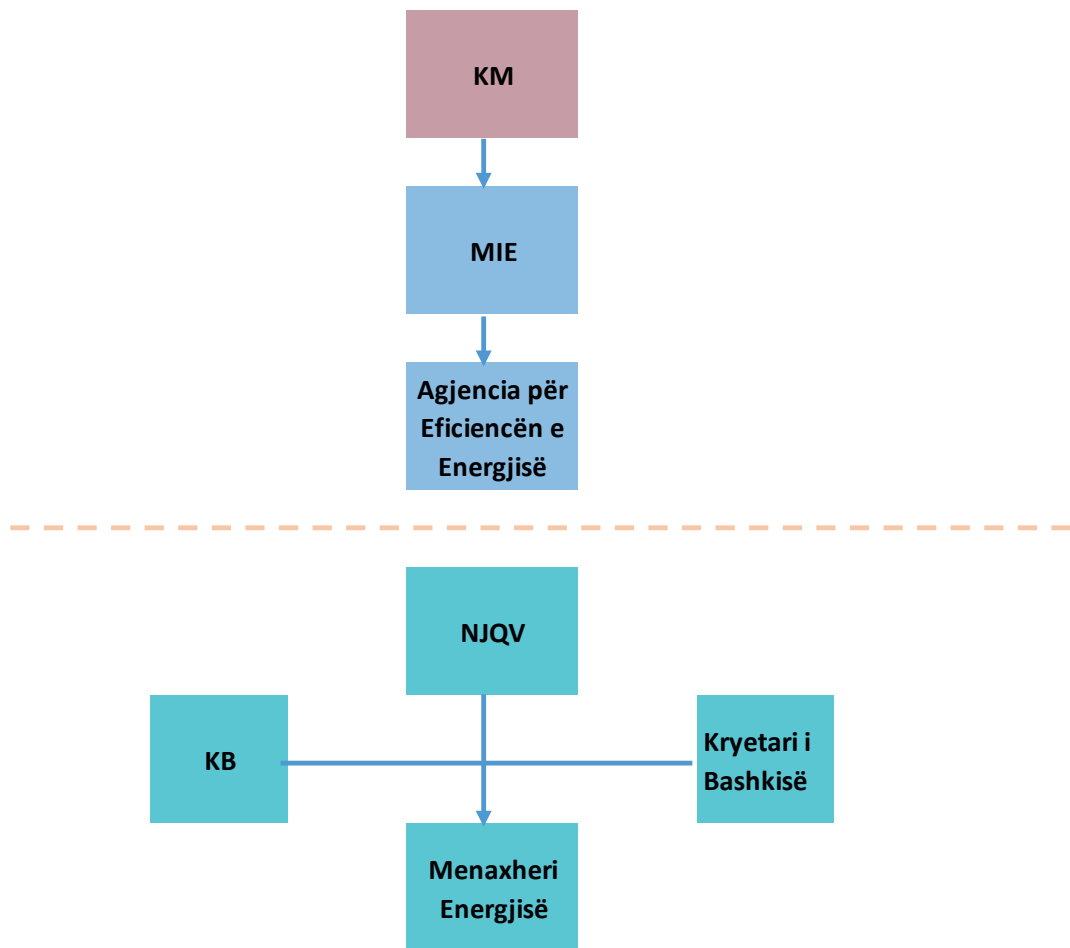 KM
MIE
Agjencia për
Eficiencën e
Energjisë
NJQV
KB
Kryetari i
Bashkisë
Menaxheri
Energjisë